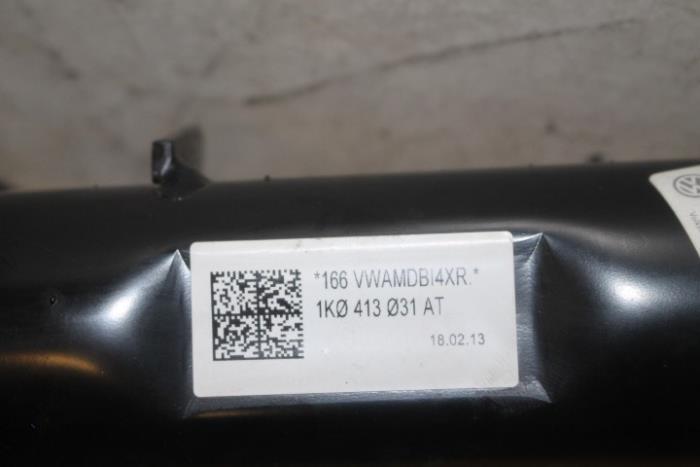 *166 VWAMDBI4XR.*
1KØ 413 Ø31 AT
18.02.13